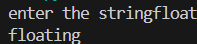 enter the stringfloat
floating